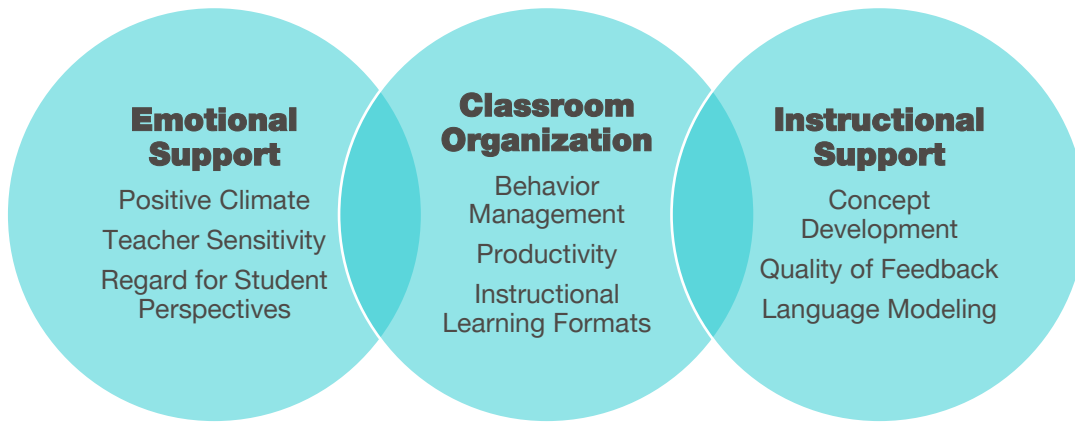 Emotional
Support
Positive Climate
Teacher Sensitivity
Regard for Student
Perspectives
Classroom
Organization
Behavior
Management
Productivity
Instructional
Learning Formats
Instructional
Support
Concept
Development
Quality of Feedback
Language Modeling